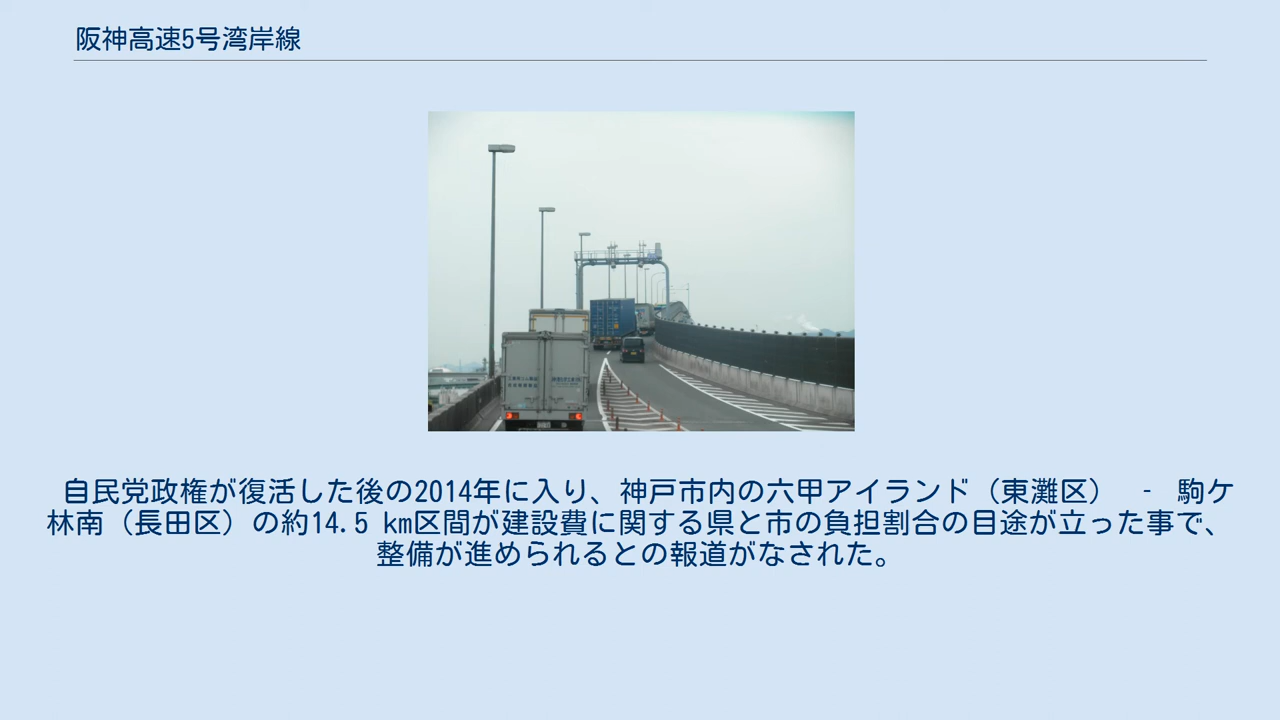 阪神高速5号湾岸線
自民党政権が復活した後の2014年に入り、神戸市内の六甲アイランド（東灘区） - 駒ケ
林南（長田区）の約14.5 km区間が建設費に関する県と市の負担割合の目途が立った事で、
整備が進められるとの報道がなされた。